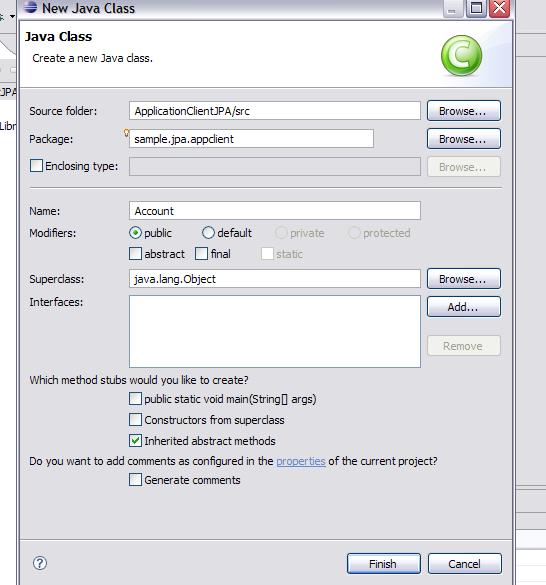 New Java Class
Java Class
Create a new Java class.
C
Source folder: ApplicationClientJPA/src Browse...
Package: sample.jpa.appclient Browse...
Enclosing type: Browse...
Name: Account
Modifiers: public default private protected
abstract final static
Superclass: java.lang.Object Browse...
Interfaces: Add...
Remove
Which method stubs would you like to create?
public static void main(String[] args)
Constructors from superclass
Inherited abstract methods
Do you want to add comments as configured in the properties of the current project?
Generate comments
? Finish Cancel